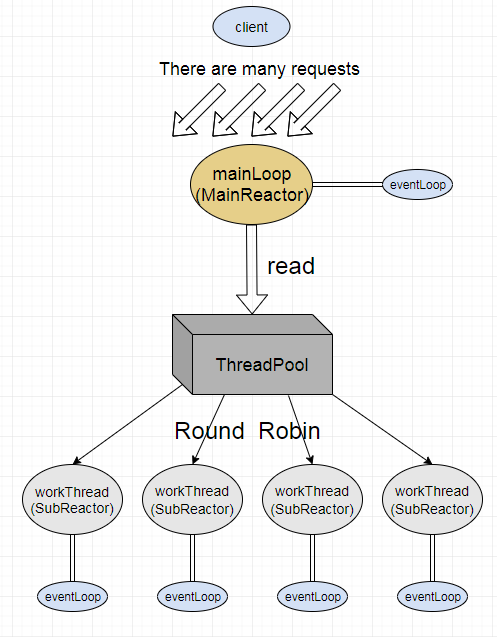 client
There are many requests
mainLoop
(MainReactor)
eventLoop
read
ThreadPool
Round Robin
workThread
(SubReactor)
workThread
(SubReactor)
workThread
(SubReactor)
workThread
(SubReactor)
eventLoop
eventLoop
eventLoop
eventLoop